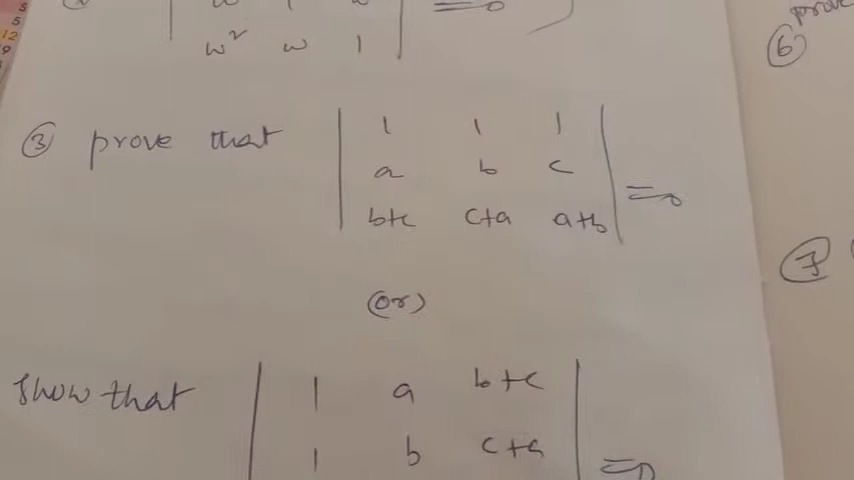 w² w 1
③ prove that | 1 1 1 |
| a b c | = 0
| b+c c+a a+b |
(or)
show that | 1 a b+c |
| 1 b c+a | = 0
prove
⑥
⑦